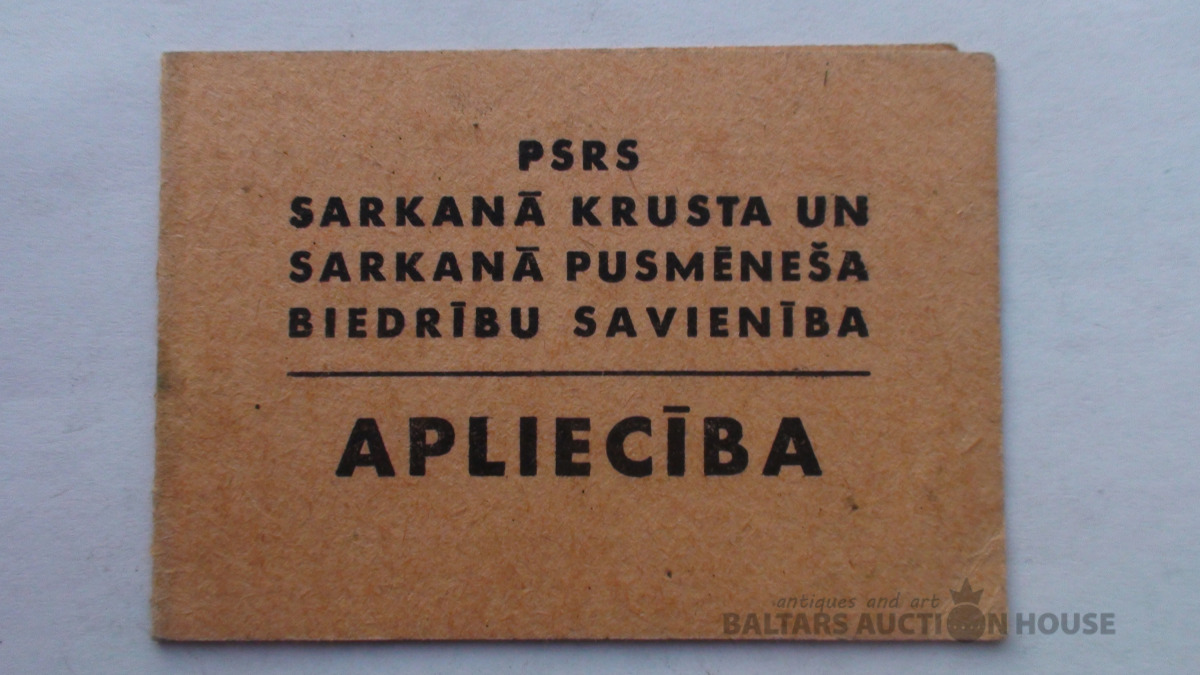 PSRS
SARKANĀ KRUSTA UN
SARKANĀ PUSMĒNEŠA
BIEDRĪBU SAVIENĪBA
APLIECĪBA
antiques and art
BALTARS AUCTION HOUSE